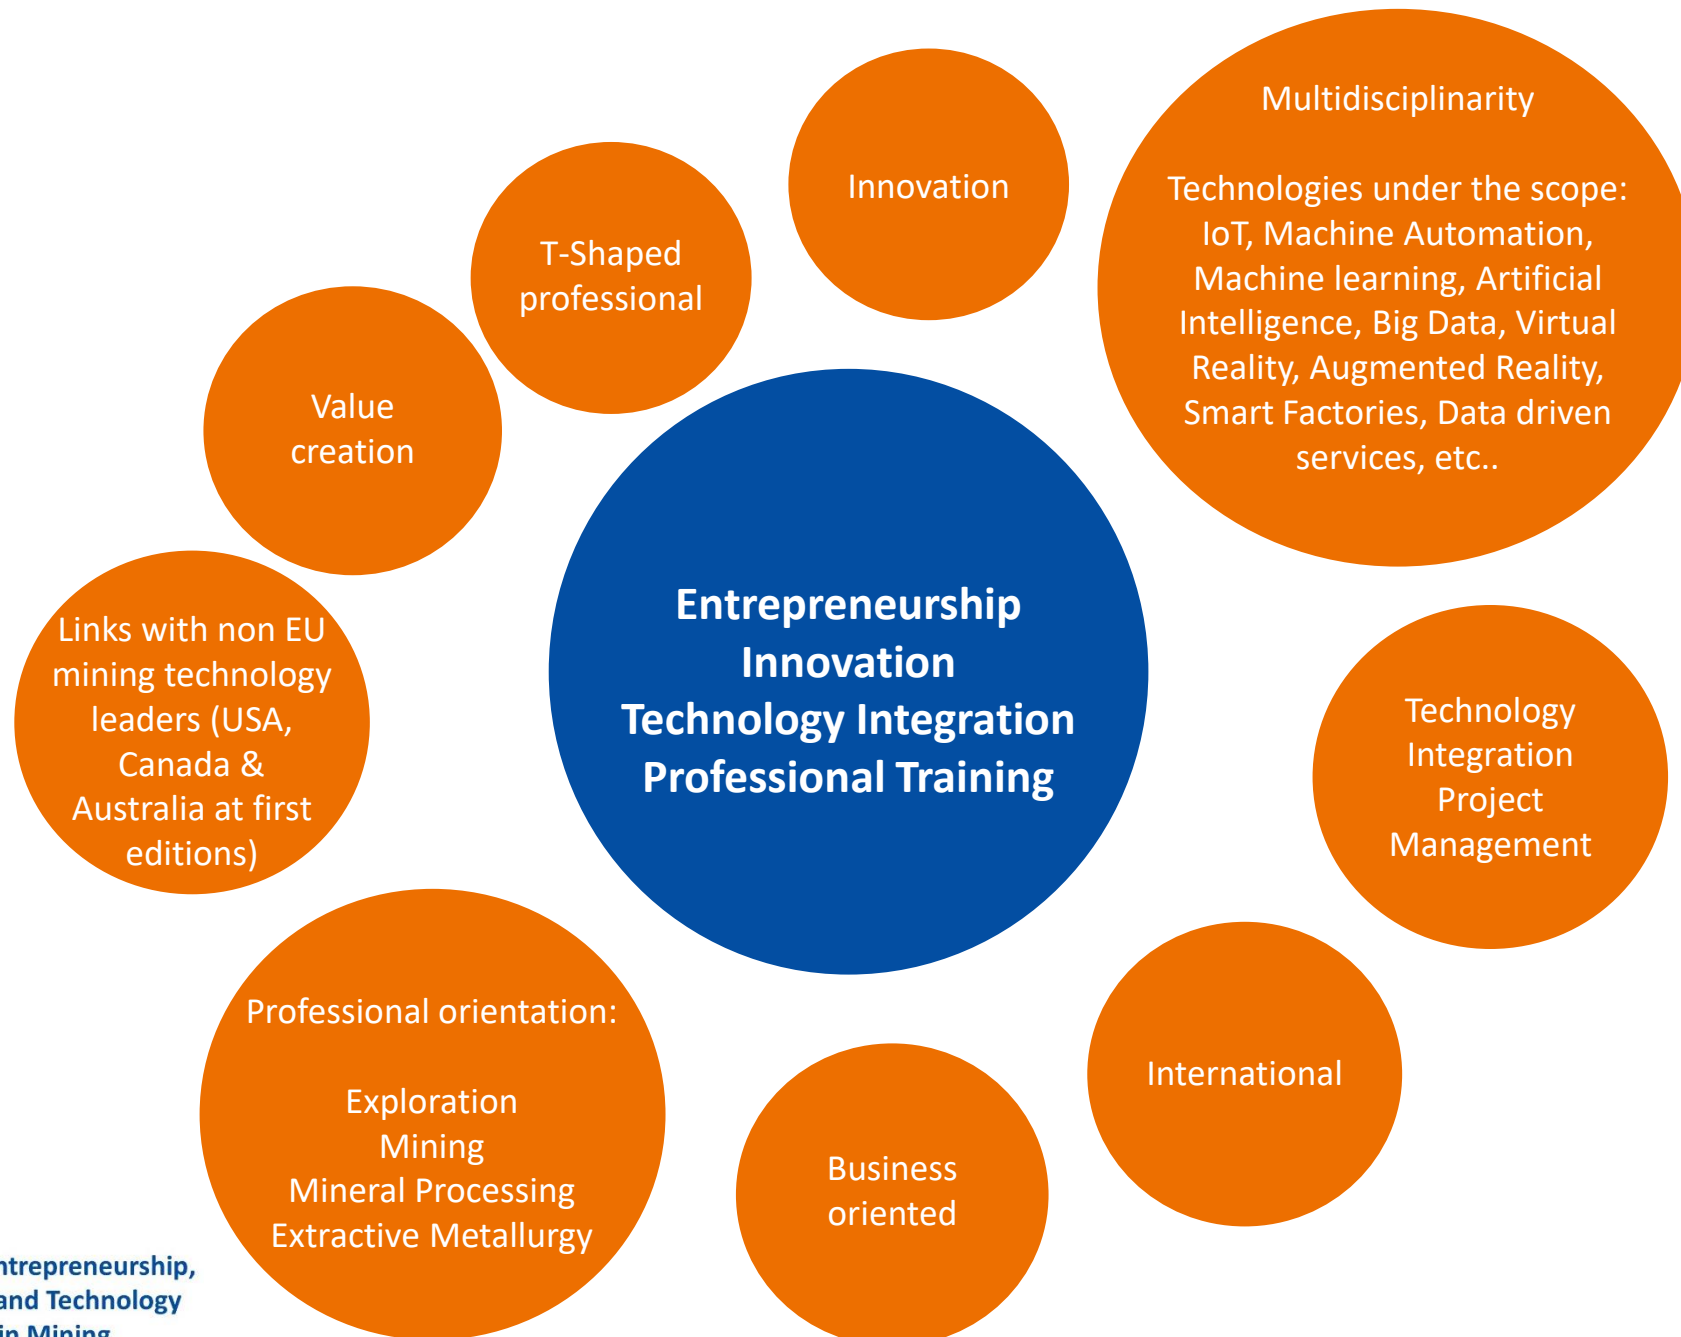 Innovation
Multidisciplinarity
Technologies under the scope:
IoT, Machine Automation,
Machine learning, Artificial
Intelligence, Big Data, Virtual
Reality, Augmented Reality,
Smart Factories, Data driven
services, etc..
T-Shaped
professional
Value
creation
Links with non EU
mining technology
leaders (USA,
Canada &
Australia at first
editions)
Entrepreneurship
Innovation
Technology Integration
Professional Training
Technology
Integration
Project
Management
Professional orientation:
Exploration
Mining
Mineral Processing
Extractive Metallurgy
Business
oriented
International
ntrepreneurship,
and Technology
in Mining